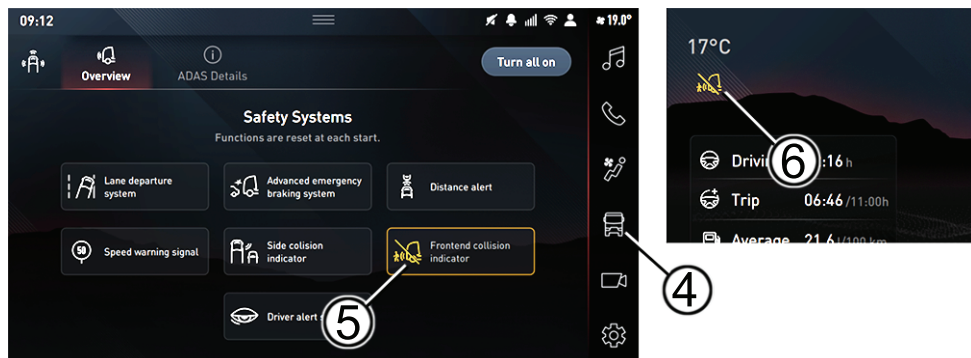 09:12
19.0°
Overview
ADAS Details
Turn all on
Safety Systems
Functions are reset at each start.
Lane departure
system
Advanced emergency
braking system
Distance alert
50
Speed warning signal
Side colision
indicator
Frontend collision
indicator
Driver alert
5
4
17°C
6
:16 h
Trip 06:46 /11:00h
Average 21.6 l/100 km